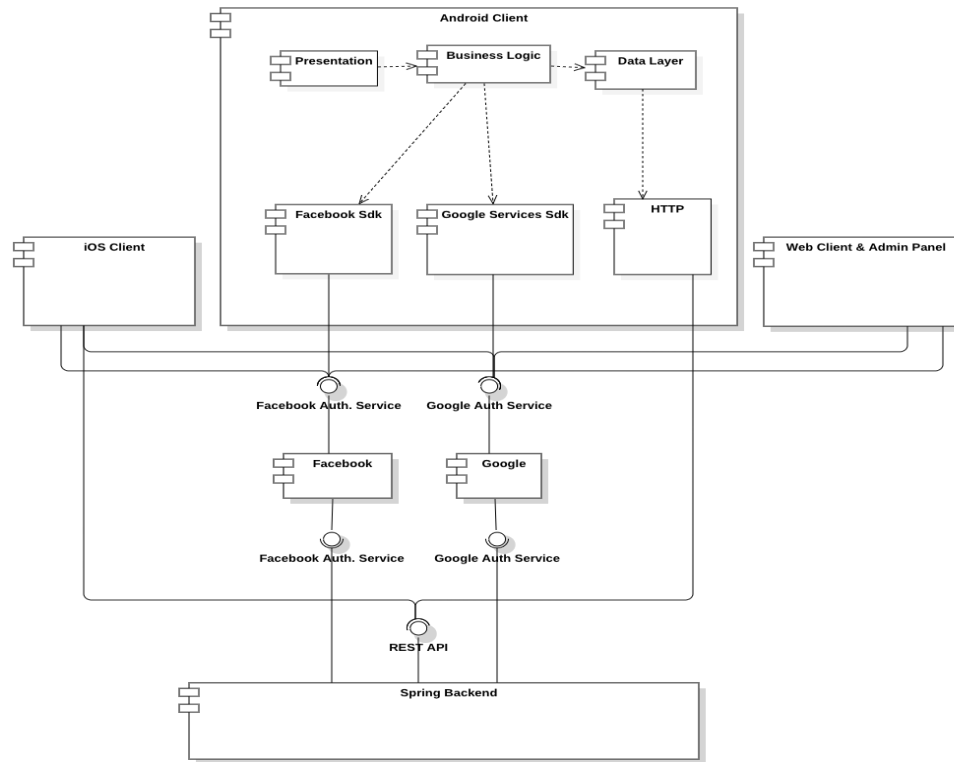 Android Client
Presentation
Business Logic
Data Layer
Facebook Sdk
Google Services Sdk
HTTP
iOS Client
Web Client & Admin Panel
Facebook Auth. Service
Google Auth Service
Facebook
Google
Facebook Auth. Service
Google Auth Service
REST API
Spring Backend